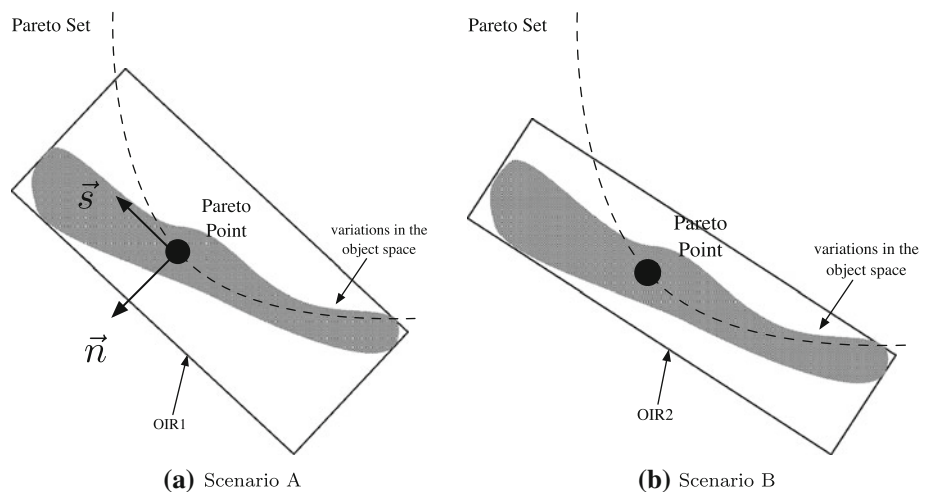 Pareto Set
s⃗
Pareto
Point
variations in the
object space
n⃗
OIR1
(a) Scenario A
Pareto Set
Pareto
Point
variations in the
object space
OIR2
(b) Scenario B